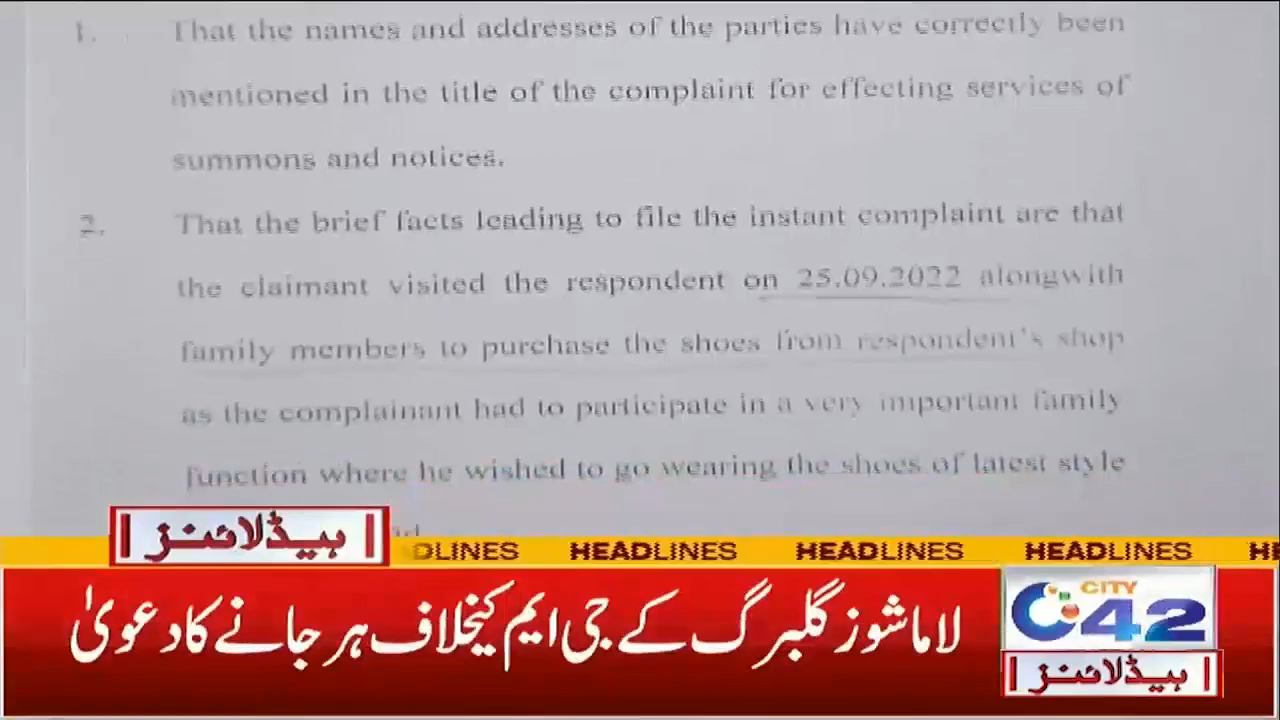 1. That the names and addresses of the parties have correctly been
mentioned in the title of the complaint for effecting services of
summons and notices.
2. That the brief facts leading to file the instant complaint are that
the claimant visited the respondent on 25.09.2022 alongwith
family members to purchase the shoes from respondent's shop
as the complainant had to participate in a very important family
function where he wished to go wearing the shoes of latest style
ہیڈلائنز
DLINES HEADLINES HEADLINES HEADLINES
لاماشوز گلبرگ کے جی ایم کیخلاف ہرجانے کا دعویٰ
CITY
42
ہیڈلائنز